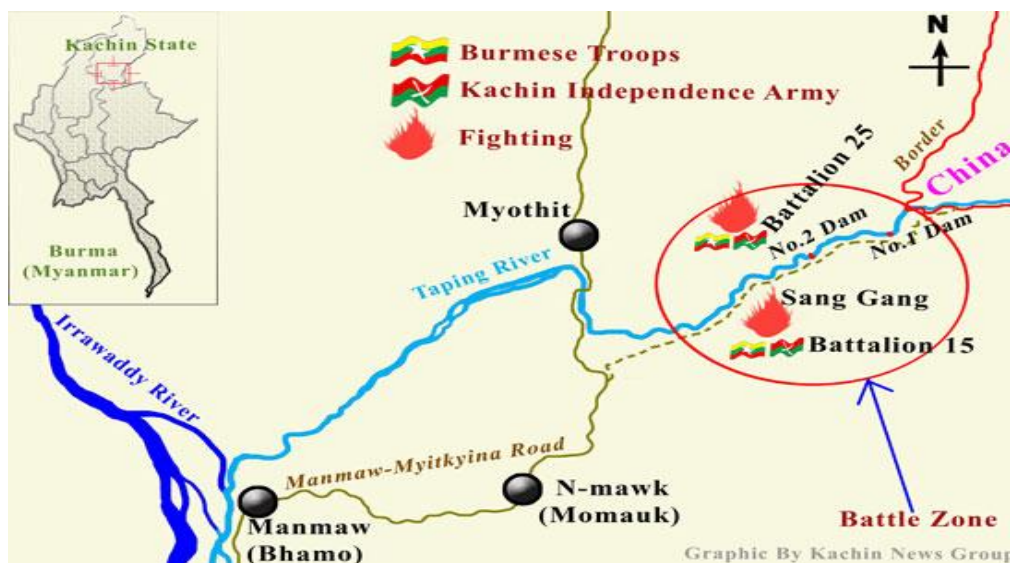 Kachin State
Burma
(Myanmar)
Burmese Troops
Kachin Independence Army
Fighting
N
Border
China
Battalion 25
Myothit
No.2 Dam
No.1 Dam
Taping River
Sang Gang
Battalion 15
Irrawaddy River
Manmaw-Myitkyina Road
N-mawk
(Momauk)
Manmaw
(Bhamo)
Battle Zone
Graphic By Kachin News Group